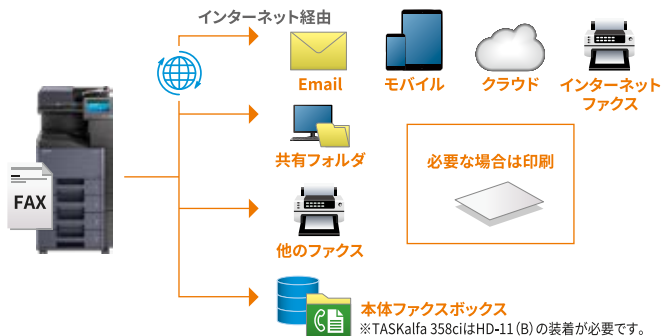 インターネット経由
Email
モバイル
クラウド
インターネット
ファクス
FAX
共有フォルダ
必要な場合は印刷
他のファクス
本体ファクスボックス
※TASKalfa 358ciはHD-11(B)の装着が必要です。